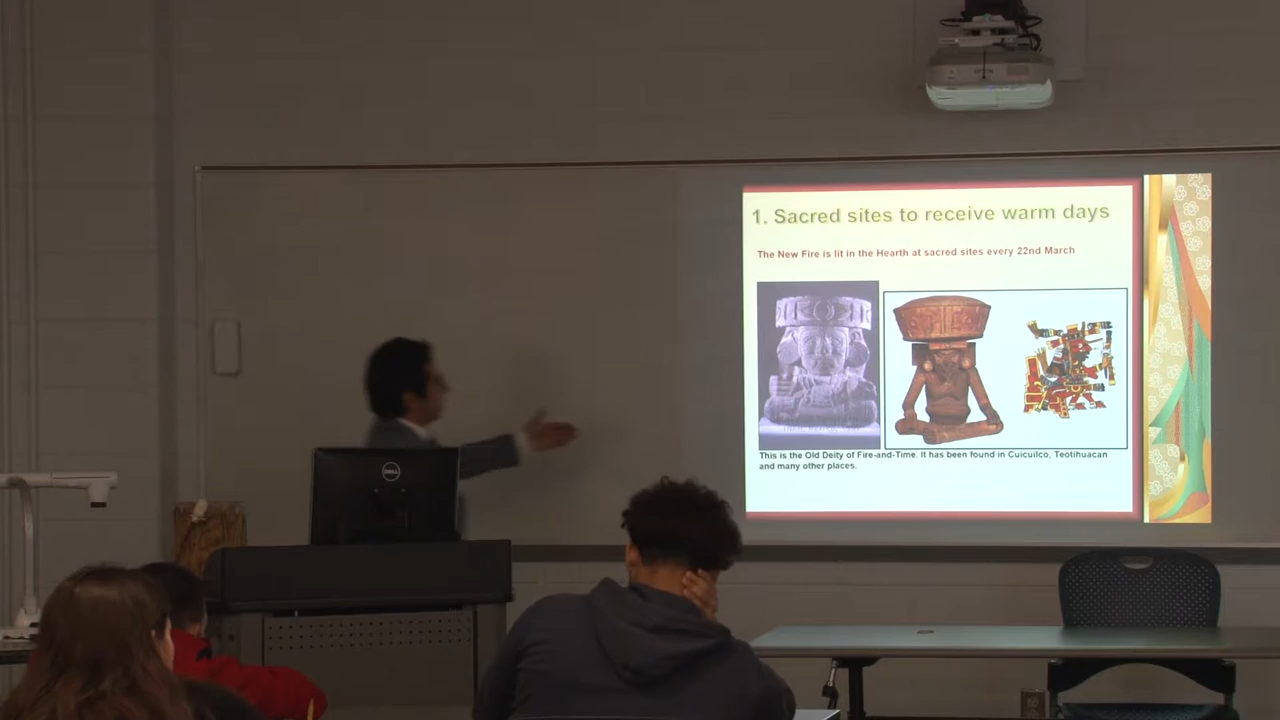 1. Sacred sites to receive warm days
The New Fire is lit in the Hearth at sacred sites every 22nd March
This is the Old Deity of Fire-and-Time. It has been found in Cuicuilco, Teotihuacan
and many other places.
DELL